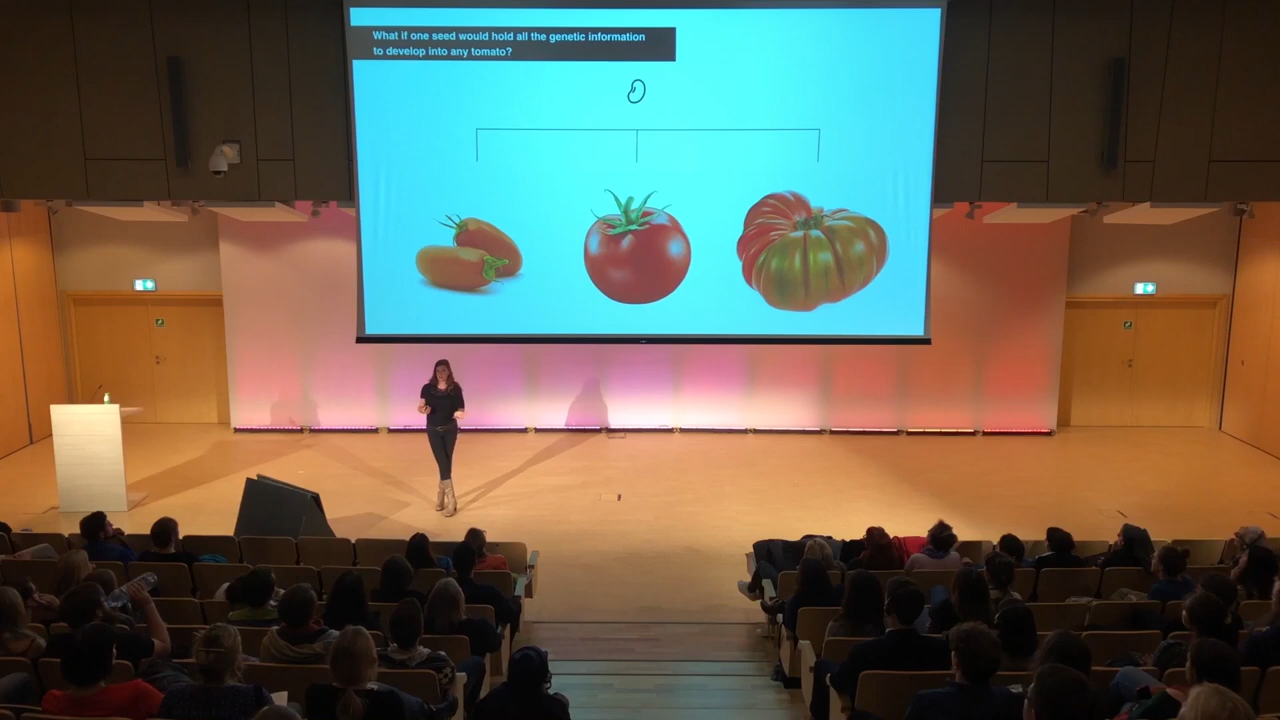 What if one seed would hold all the genetic information
to develop into any tomato?